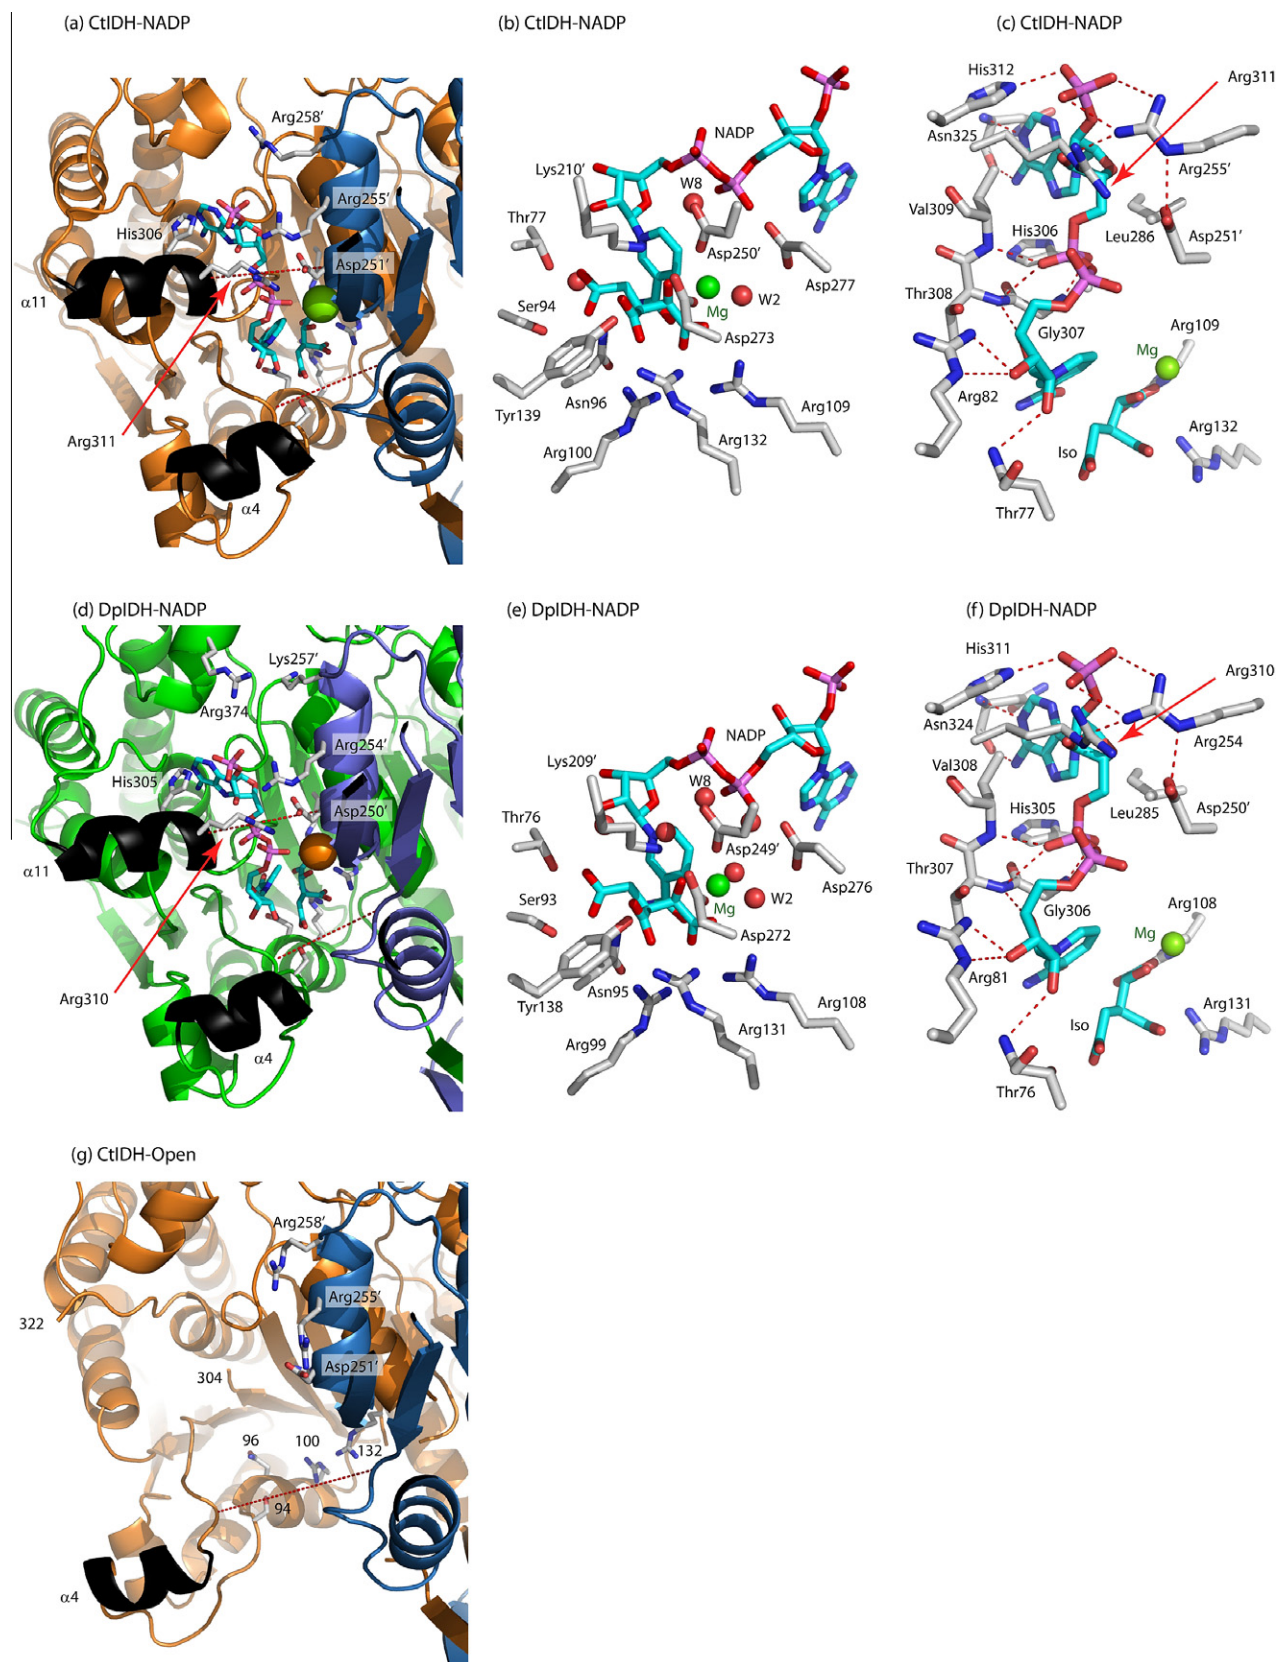 (a) CtIDH-NADP
Arg258’
Arg255’
His306
Asp251’
α11
Arg311
α4
(b) CtIDH-NADP
NADP
Lys210’
W8
Thr77
Asp250’
Asp277
Ser94
Mg
W2
Asp273
Tyr139
Asn96
Arg109
Arg100
Arg132
(c) CtIDH-NADP
His312
Arg311
Asn325
Arg255’
Val309
His306
Leu286
Asp251’
Thr308
Gly307
Arg109
Mg
Arg82
Iso
Arg132
Thr77
(d) DpIDH-NADP
Lys257’
Arg374
Arg254’
His305
Asp250’
α11
Arg310
α4
(e) DpIDH-NADP
NADP
Lys209’
W8
Thr76
Asp249’
Asp276
Ser93
Mg
W2
Asp272
Tyr138
Asn95
Arg108
Arg99
Arg131
(f) DpIDH-NADP
His311
Arg310
Asn324
Arg254
Val308
His305
Leu285
Asp250’
Thr307
Gly306
Arg108
Mg
Arg81
Iso
Arg131
Thr76
(g) CtIDH-Open
Arg258’
322
Arg255’
304
Asp251’
96
100
132
94
α4